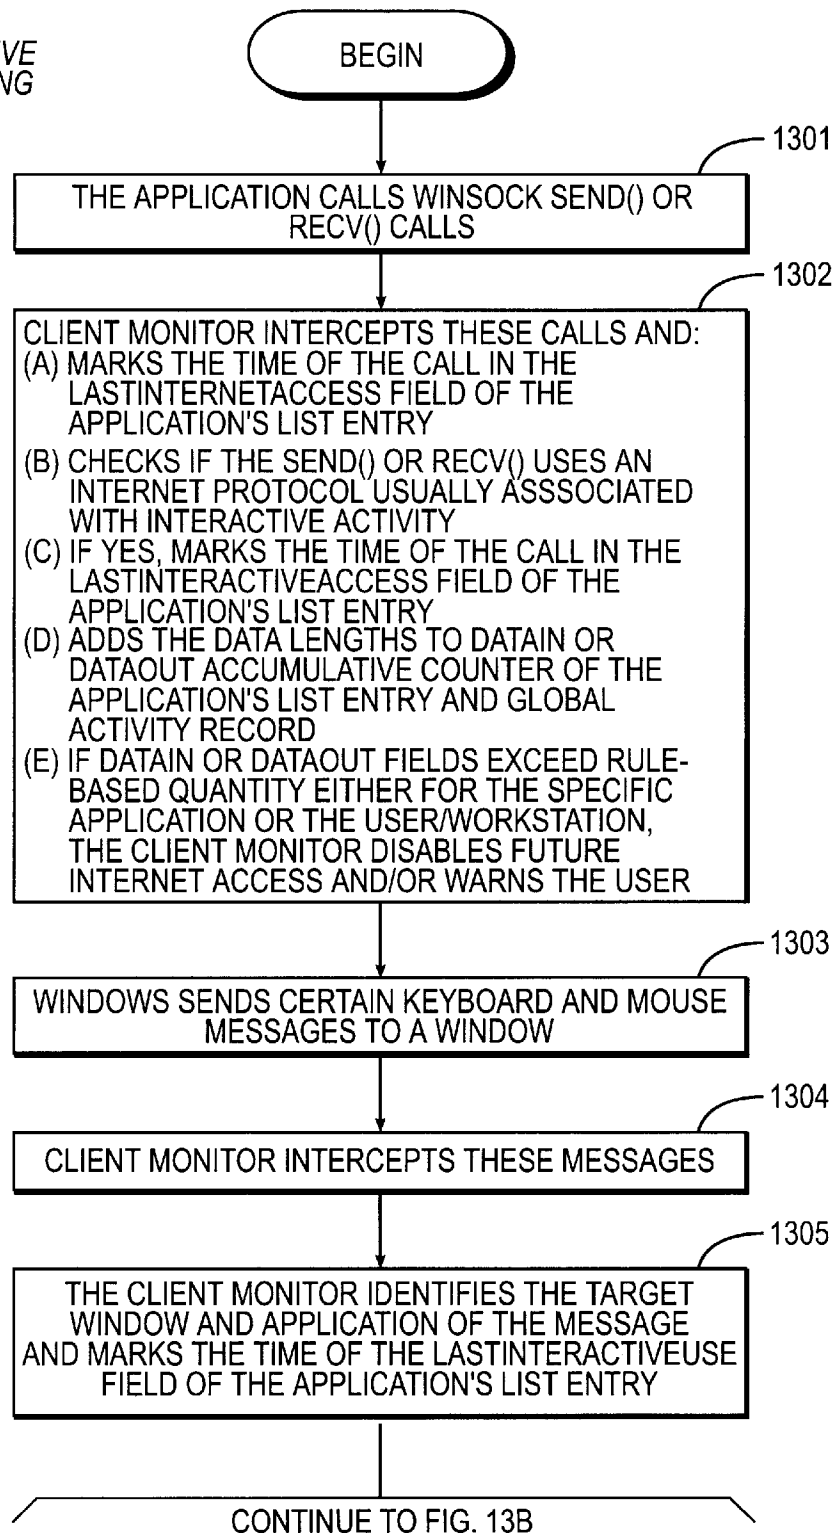 BEGIN
1301
THE APPLICATION CALLS WINSOCK SEND() OR
RECV() CALLS
1302
CLIENT MONITOR INTERCEPTS THESE CALLS AND:
(A) MARKS THE TIME OF THE CALL IN THE
LASTINTERNETACCESS FIELD OF THE
APPLICATION'S LIST ENTRY
(B) CHECKS IF THE SEND() OR RECV() USES AN
INTERNET PROTOCOL USUALLY ASSSOCIATED
WITH INTERACTIVE ACTIVITY
(C) IF YES, MARKS THE TIME OF THE CALL IN THE
LASTINTERACTIVEACCESS FIELD OF THE
APPLICATION'S LIST ENTRY
(D) ADDS THE DATA LENGTHS TO DATAIN OR
DATAOUT ACCUMULATIVE COUNTER OF THE
APPLICATION'S LIST ENTRY AND GLOBAL
ACTIVITY RECORD
(E) IF DATAIN OR DATAOUT FIELDS EXCEED RULE-
BASED QUANTITY EITHER FOR THE SPECIFIC
APPLICATION OR THE USER/WORKSTATION,
THE CLIENT MONITOR DISABLES FUTURE
INTERNET ACCESS AND/OR WARNS THE USER
1303
WINDOWS SENDS CERTAIN KEYBOARD AND MOUSE
MESSAGES TO A WINDOW
1304
CLIENT MONITOR INTERCEPTS THESE MESSAGES
1305
THE CLIENT MONITOR IDENTIFIES THE TARGET
WINDOW AND APPLICATION OF THE MESSAGE
AND MARKS THE TIME OF THE LASTINTERACTIVEUSE
FIELD OF THE APPLICATION'S LIST ENTRY
CONTINUE TO FIG. 13B